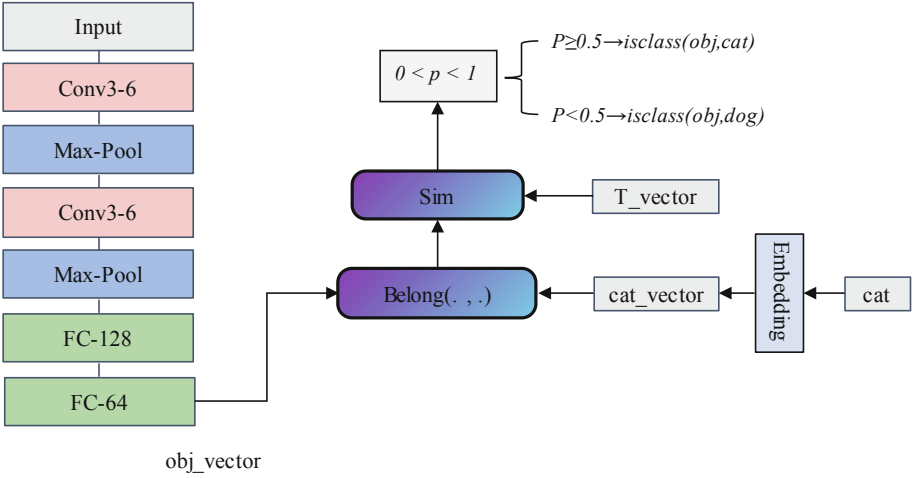 Input
Conv3-6
Max-Pool
Conv3-6
Max-Pool
FC-128
FC-64
obj_vector
P≥0.5→isclass(obj,cat)
0 < p < 1
P<0.5→isclass(obj,dog)
Sim
T_vector
Belong(. , .)
cat_vector
Embedding
cat